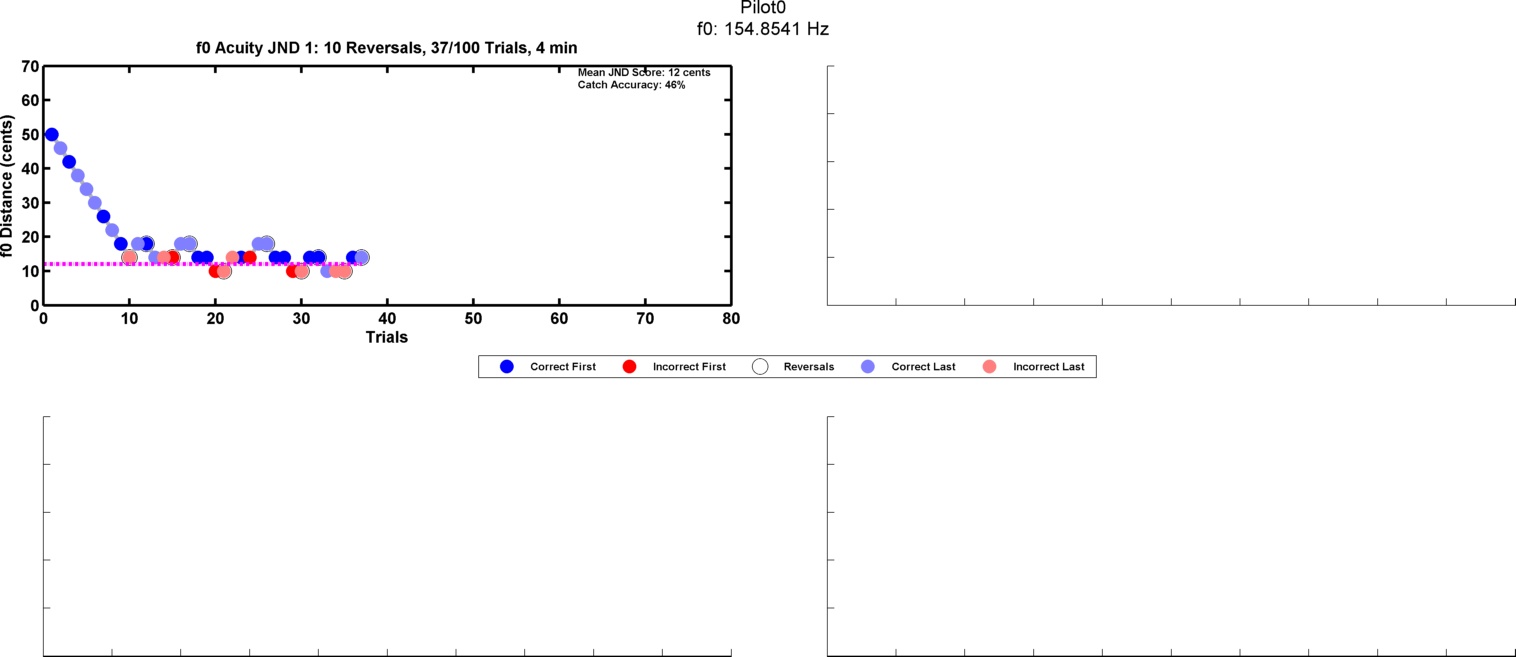 Pilot0
f0: 154.8541 Hz
f0 Acuity JND 1: 10 Reversals, 37/100 Trials, 4 min
Mean JND Score: 12 cents
Catch Accuracy: 46%
f0 Distance (cents)
70
60
50
40
30
20
10
0
0 10 20 30 40 50 60 70 80
Trials
Correct First Incorrect First Reversals Correct Last Incorrect Last